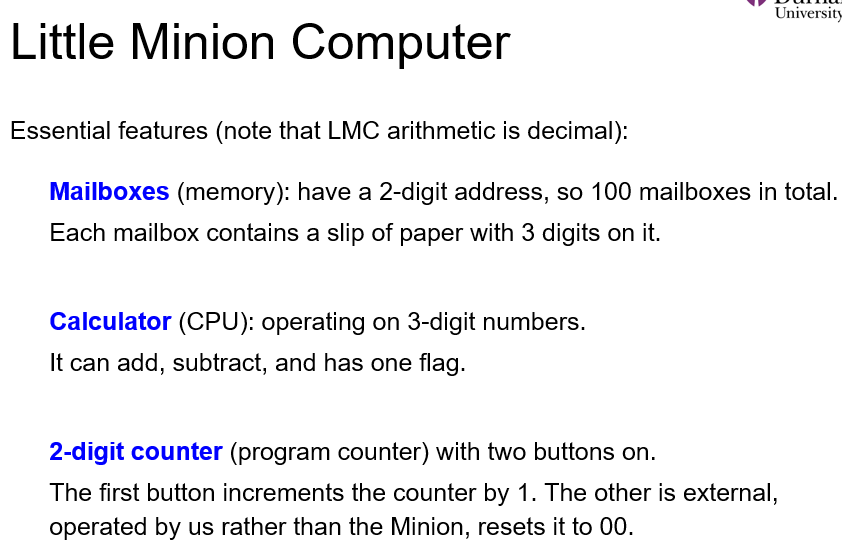 University
Little Minion Computer
Essential features (note that LMC arithmetic is decimal):
Mailboxes (memory): have a 2-digit address, so 100 mailboxes in total.
Each mailbox contains a slip of paper with 3 digits on it.
Calculator (CPU): operating on 3-digit numbers.
It can add, subtract, and has one flag.
2-digit counter (program counter) with two buttons on.
The first button increments the counter by 1. The other is external,
operated by us rather than the Minion, resets it to 00.